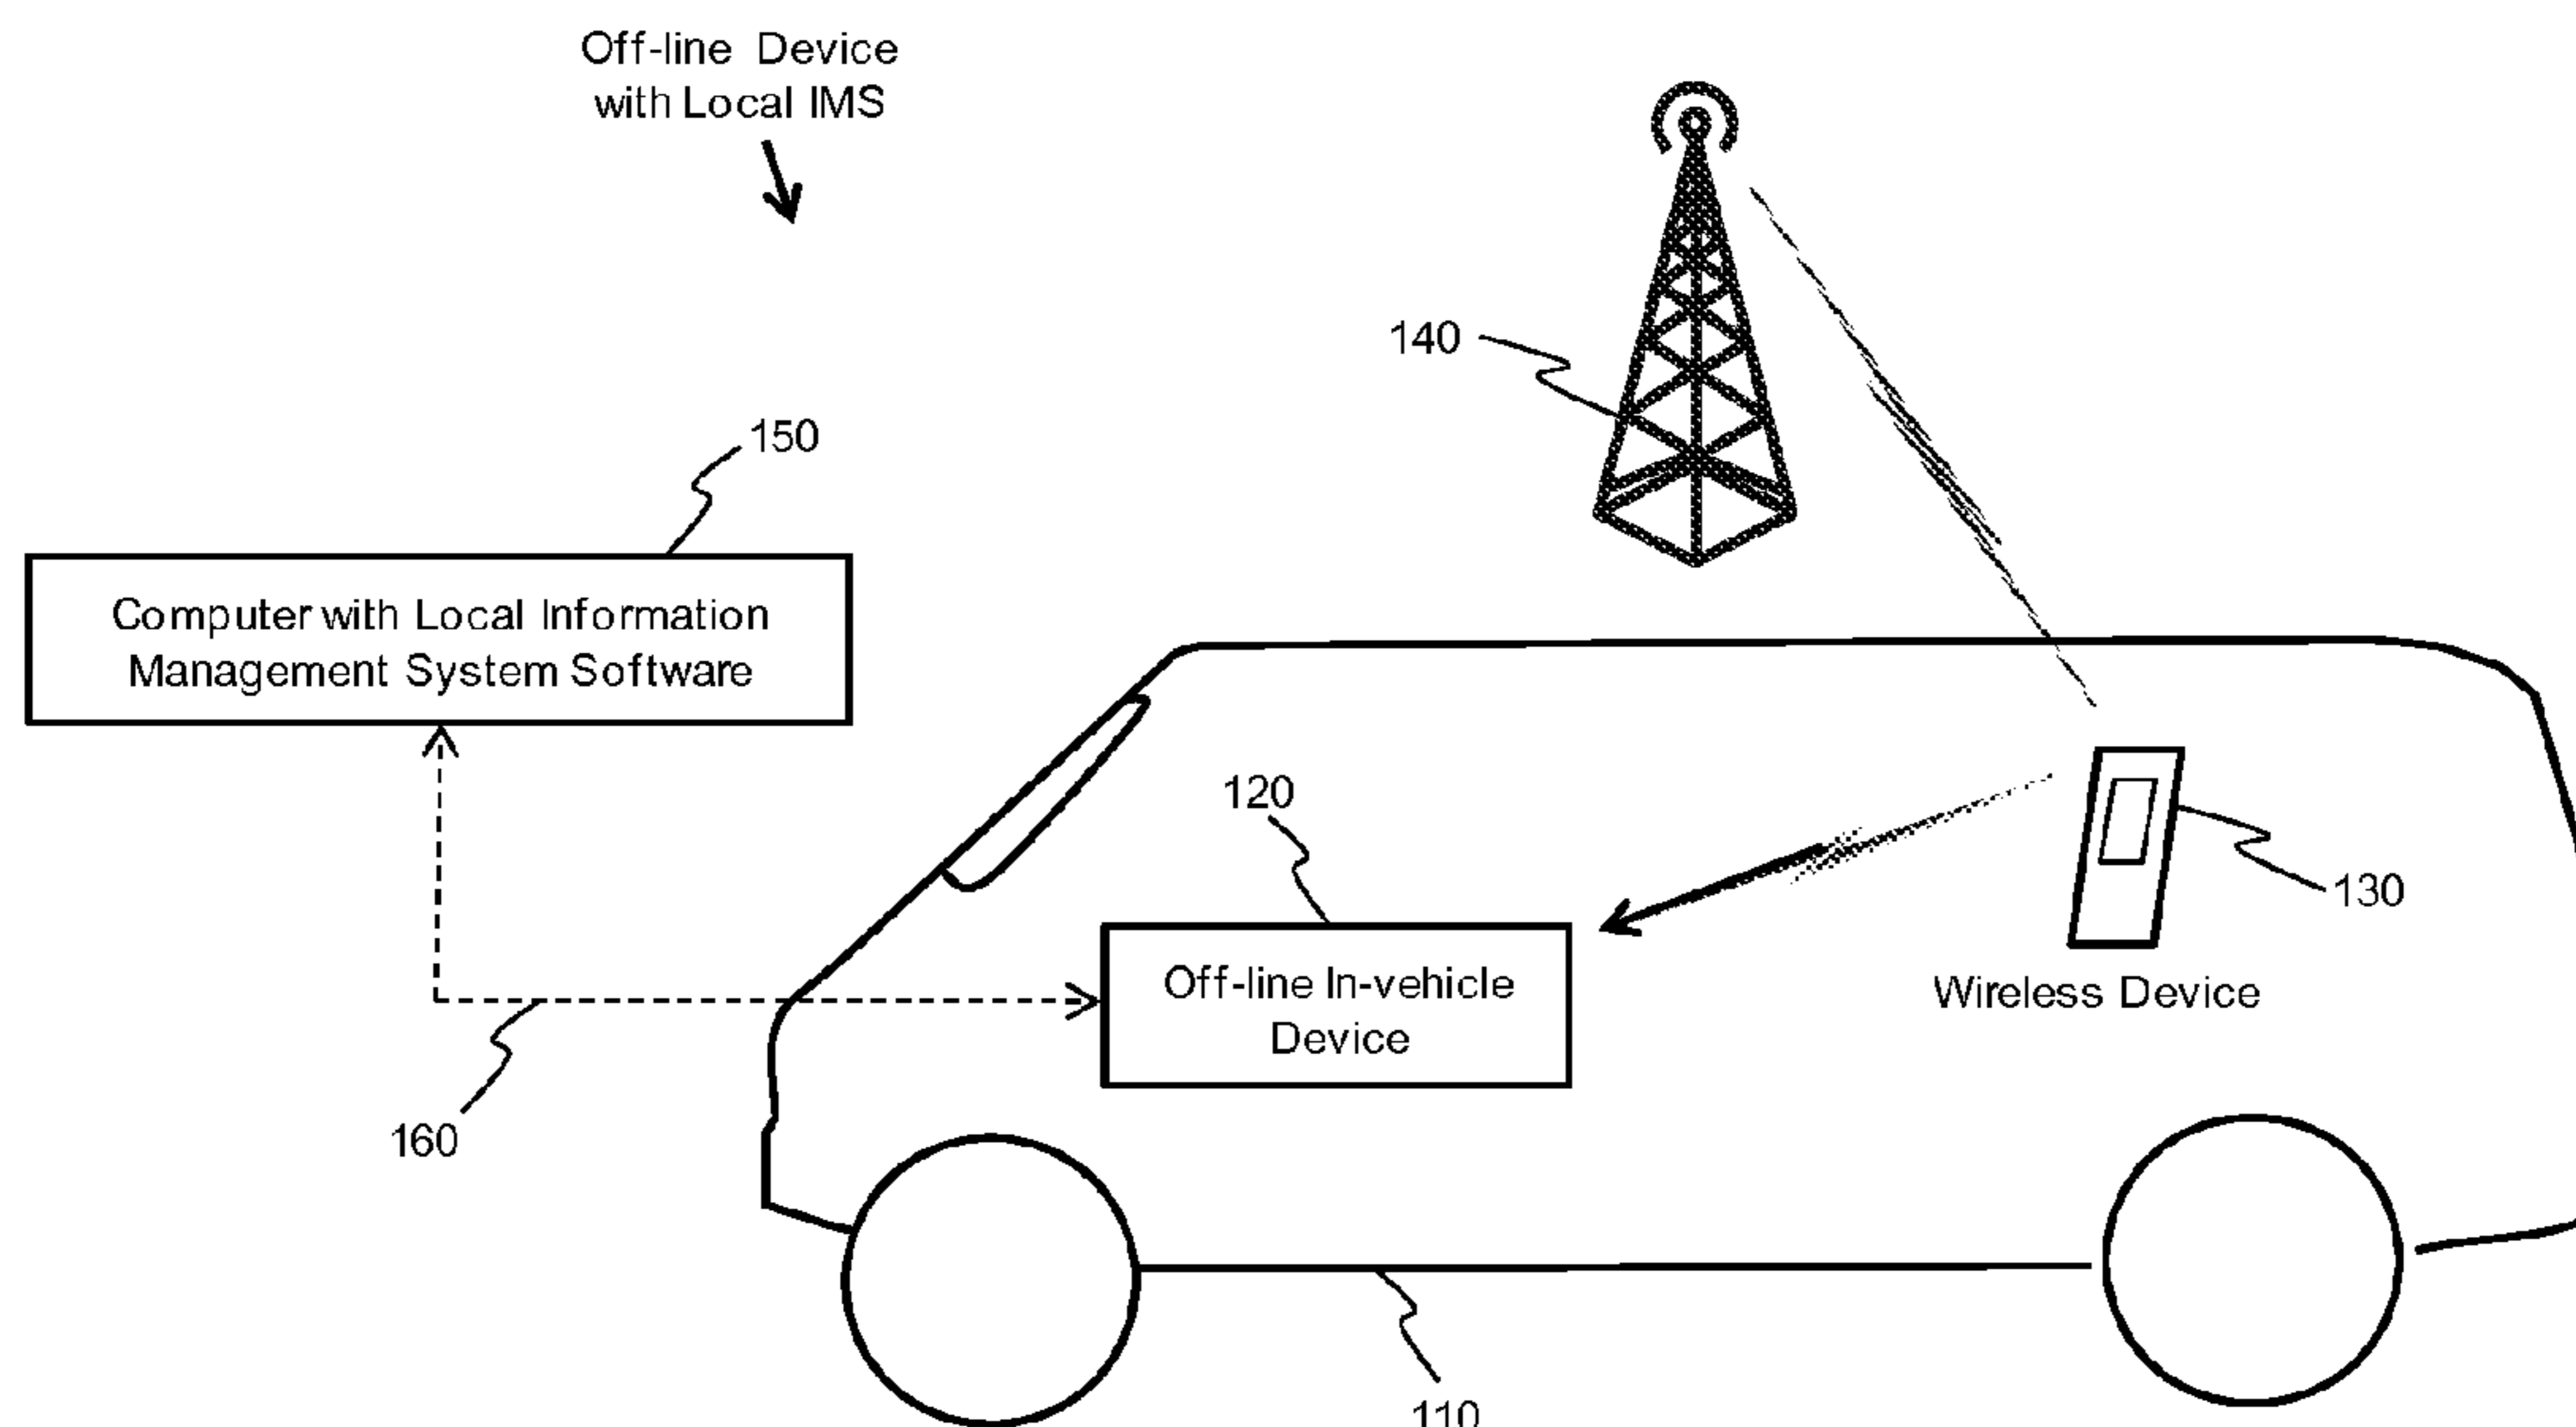 Off-line Device
with Local IMS
140
150
Computer with Local Information
Management System Software
120
130
Off-line In-vehicle
Device
Wireless Device
160
110